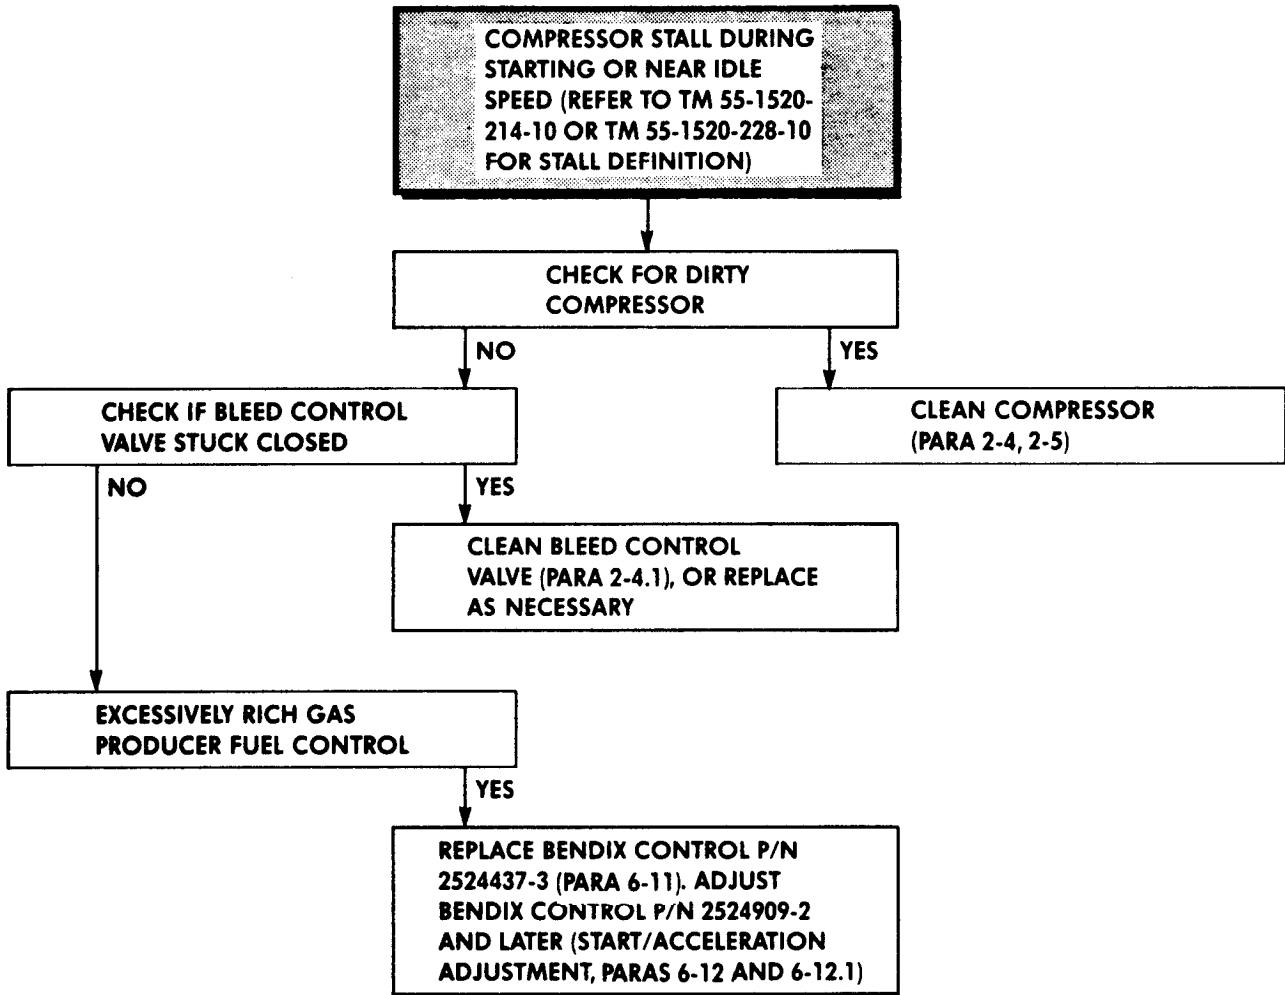 COMPRESSOR STALL DURING
STARTING OR NEAR IDLE
SPEED (REFER TO TM 55-1520-
214-10 OR TM 55-1520-228-10
FOR STALL DEFINITION)
CHECK FOR DIRTY
COMPRESSOR
NO
YES
CHECK IF BLEED CONTROL
VALVE STUCK CLOSED
CLEAN COMPRESSOR
(PARA 2-4, 2-5)
NO
YES
CLEAN BLEED CONTROL
VALVE (PARA 2-4.1), OR REPLACE
AS NECESSARY
EXCESSIVELY RICH GAS
PRODUCER FUEL CONTROL
YES
REPLACE BENDIX CONTROL P/N
2524437-3 (PARA 6-11). ADJUST
BENDIX CONTROL P/N 2524909-2
AND LATER (START/ACCELERATION
ADJUSTMENT, PARAS 6-12 AND 6-12.1)